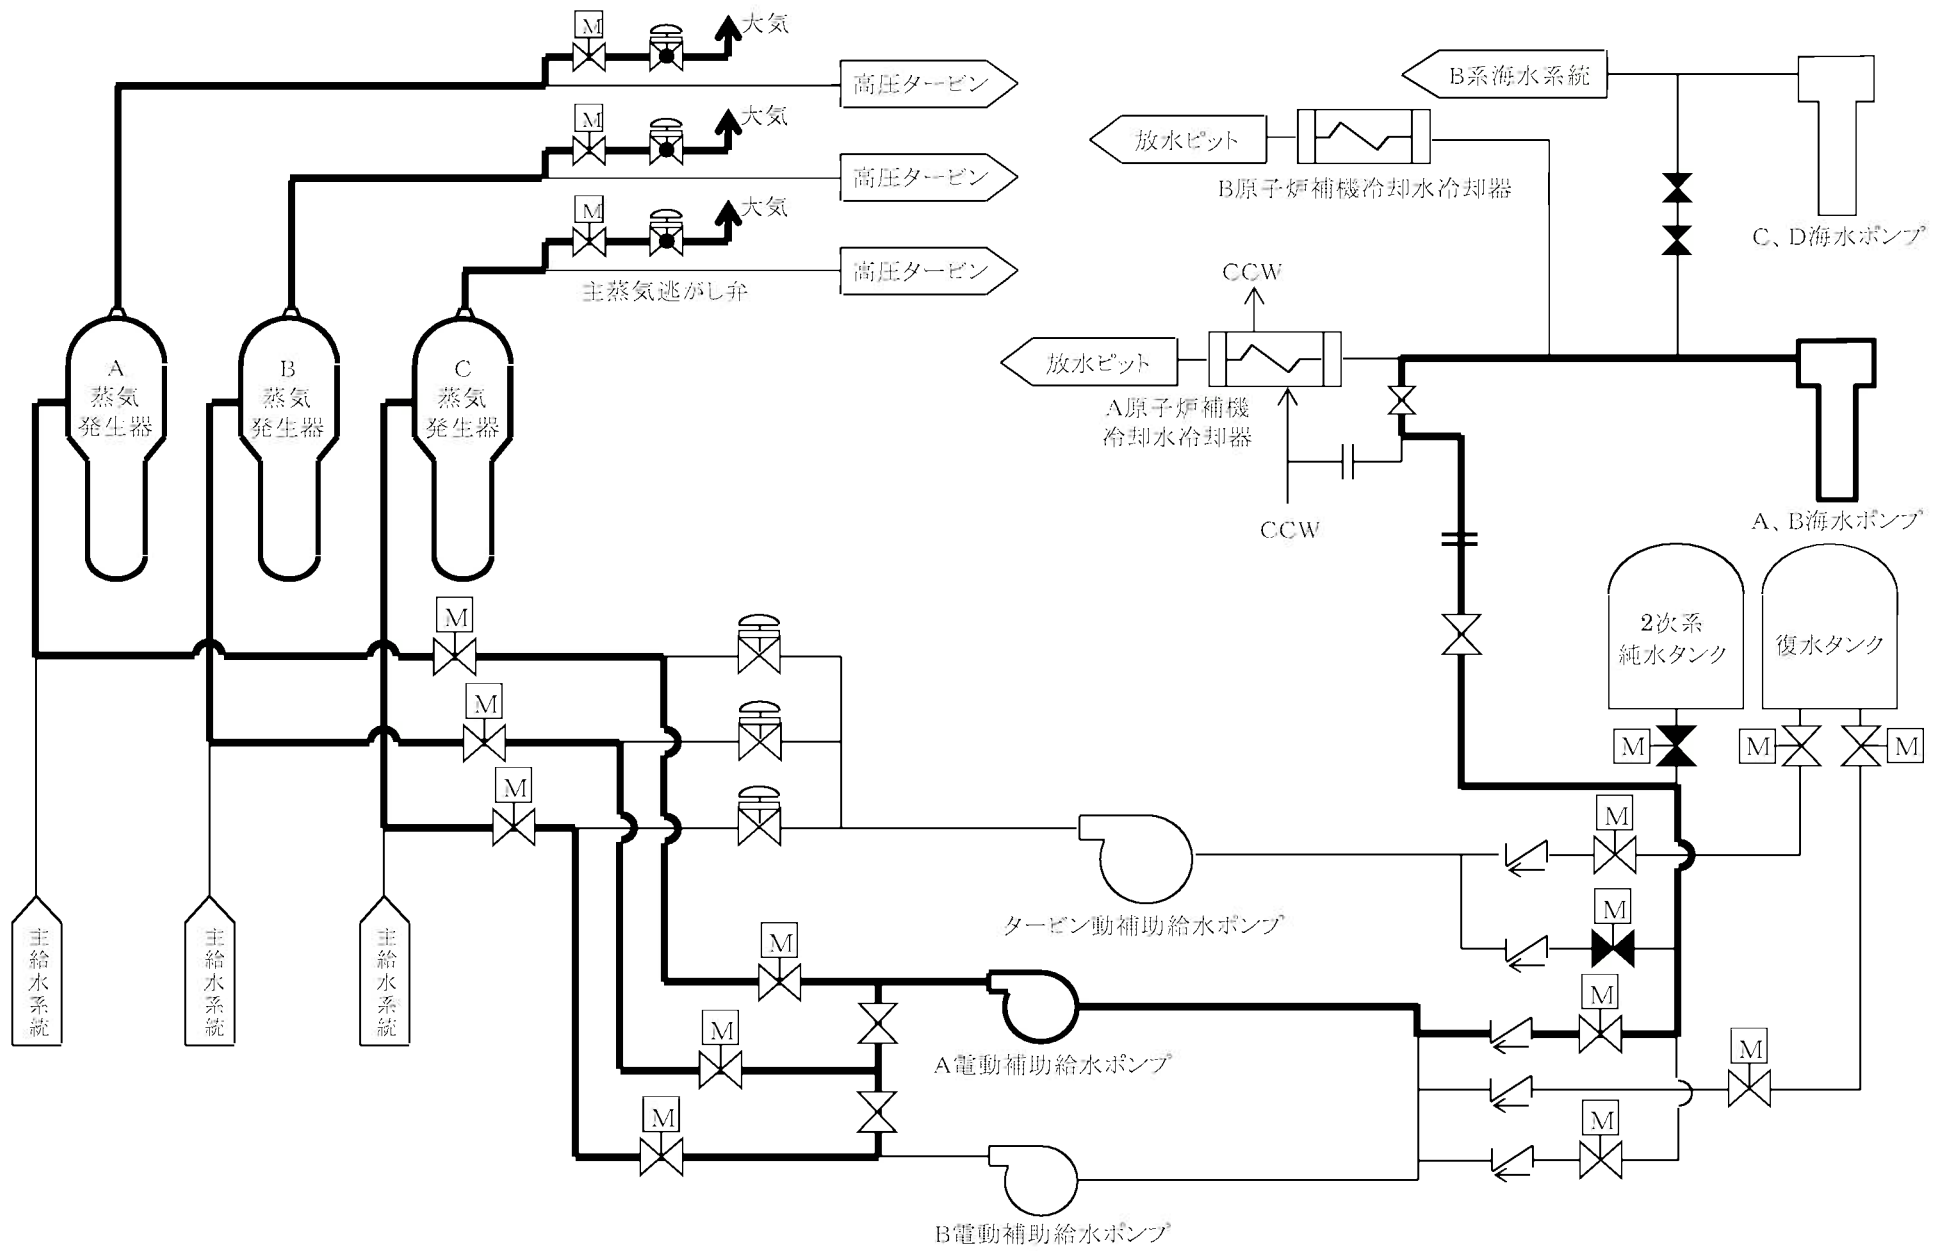 M
大気
高圧タービン
M
大気
高圧タービン
M
大気
高圧タービン
主蒸気逃がし弁
B系海水系統
放水ピット
B原子炉補機冷却水冷却器
C、D海水ポンプ
CCW
放水ピット
A原子炉補機
冷却水冷却器
CCW
A、B海水ポンプ
A
蒸気
発生器
B
蒸気
発生器
C
蒸気
発生器
2次系
純水タンク
復水タンク
M
M
M
M
M
M
M
タービン動補助給水ポンプ
M
主給水系統
主給水系統
主給水系統
M
M
A電動補助給水ポンプ
M
M
M
M
B電動補助給水ポンプ
M